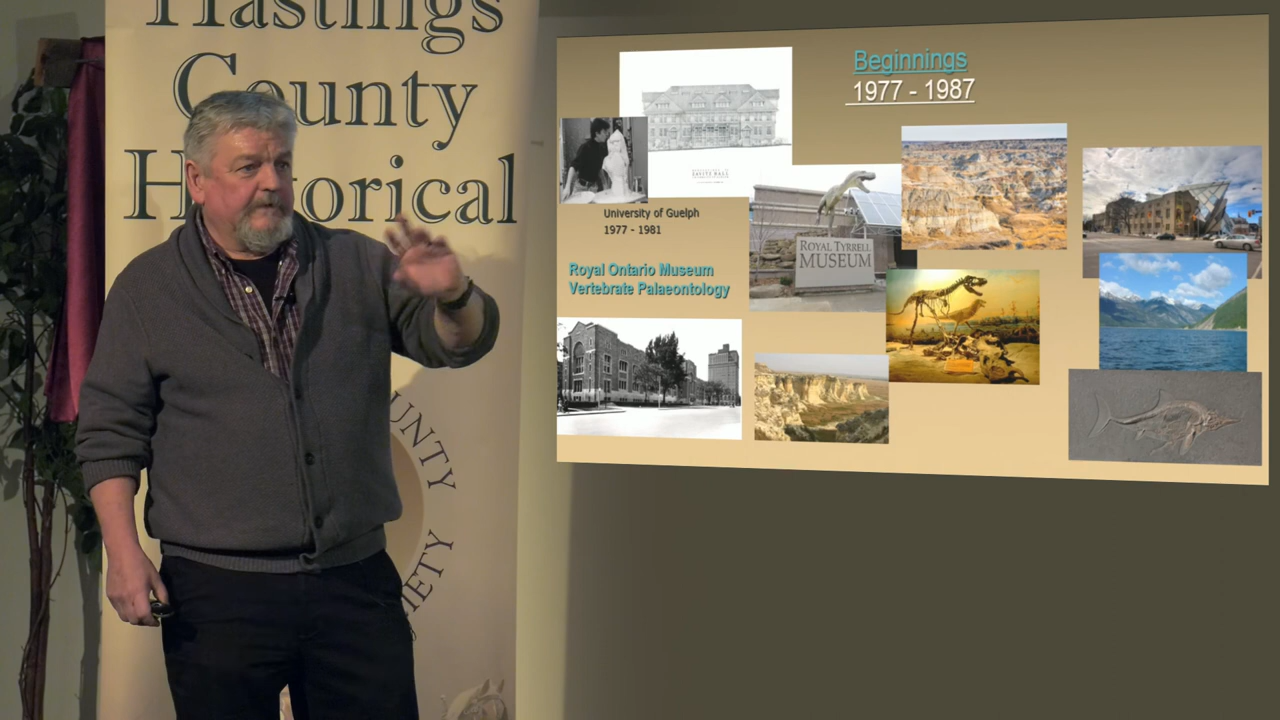 Hastings
County
Historical
UNTY
IETY
Beginnings
1977 - 1987
University of Guelph
1977 - 1981
ROYAL TYRRELL
MUSEUM
Royal Ontario Museum
Vertebrate Palaeontology